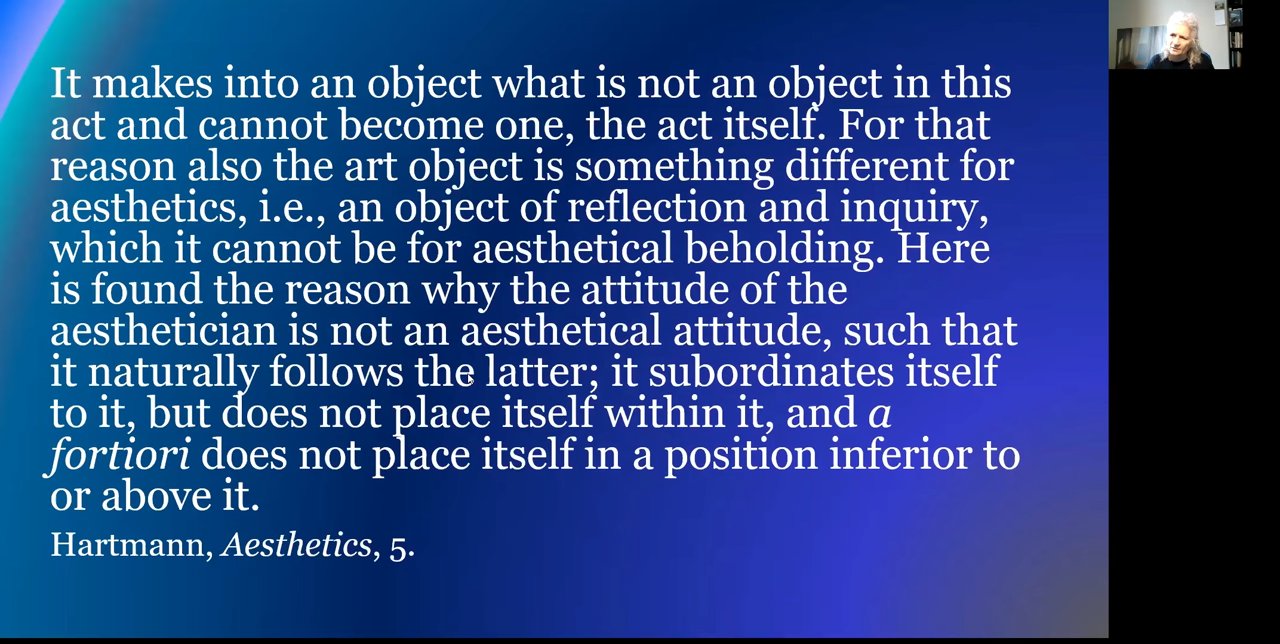 It makes into an object what is not an object in this
act and cannot become one, the act itself. For that
reason also the art object is something different for
aesthetics, i.e., an object of reflection and inquiry,
which it cannot be for aesthetical beholding. Here
is found the reason why the attitude of the
aesthetician is not an aesthetical attitude, such that
it naturally follows the latter; it subordinates itself
to it, but does not place itself within it, and a
fortiori does not place itself in a position inferior to
or above it.
Hartmann, Aesthetics, 5.